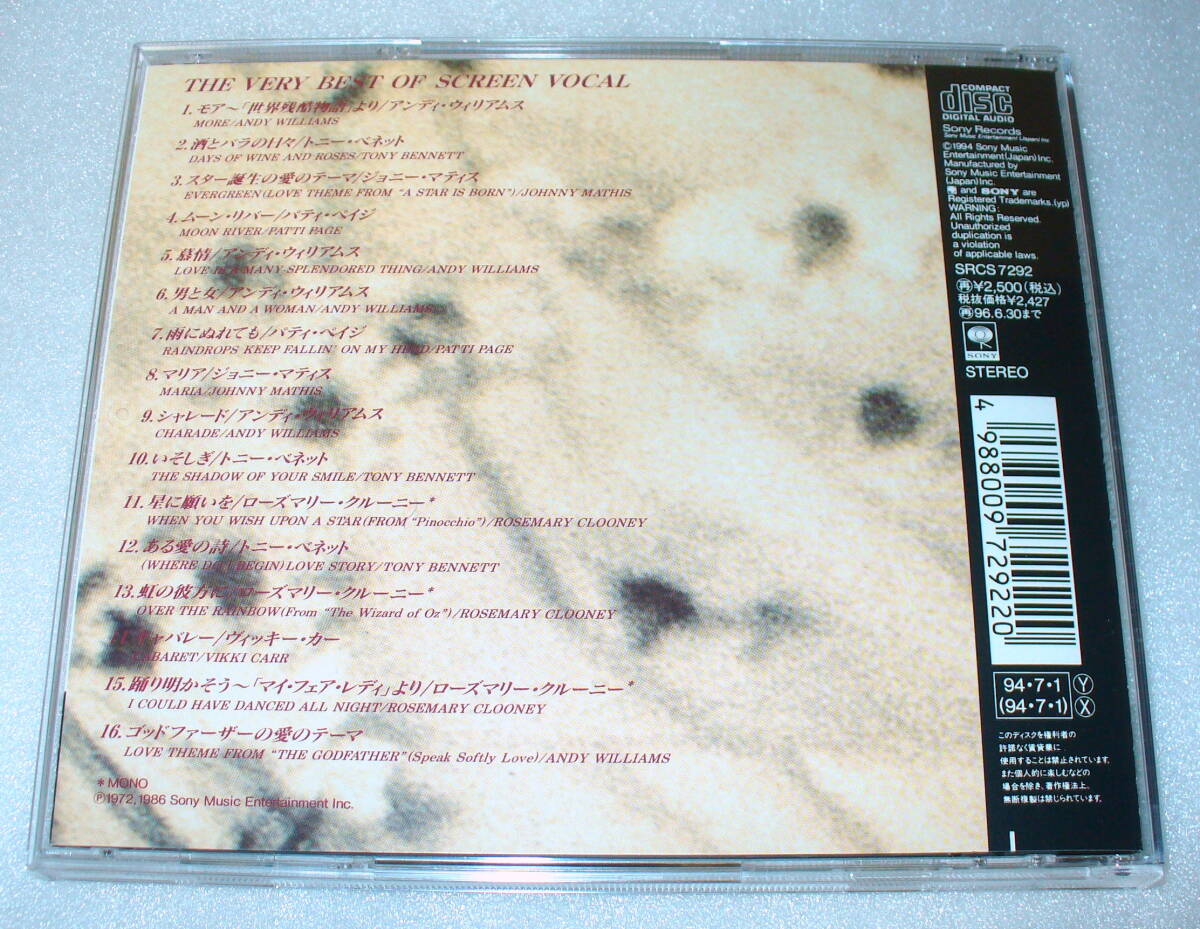 THE VERY BEST OF SCREEN VOCAL
1.モア〜「世界残酷物語」より/アンディ・ウィリアムス
MORE/ANDY WILLIAMS
2.酒とバラの日々/トニー・ベネット
DAYS OF WINE AND ROSES/TONY BENNETT
3.スター誕生の愛のテーマ/ジョニー・マティス
EVERGREEN(LOVE THEME FROM "A STAR IS BORN")/JOHNNY MATHIS
4.ムーン・リバー/パティ・ペイジ
MOON RIVER/PATTI PAGE
5.慕情/アンディ・ウィリアムス
LOVE IS A MANY-SPLENDORED THING/ANDY WILLIAMS
6.男と女/アンディ・ウィリアムス
A MAN AND A WOMAN/ANDY WILLIAMS
7.雨にぬれても/パティ・ペイジ
RAINDROPS KEEP FALLIN' ON MY HEAD/PATTI PAGE
8.マリア/ジョニー・マティス
MARIA/JOHNNY MATHIS
9.シャレード/アンディ・ウィリアムス
CHARADE/ANDY WILLIAMS
10.いそしぎ/トニー・ベネット
THE SHADOW OF YOUR SMILE/TONY BENNETT
11.星に願いを/ローズマリー・クルーニー*
WHEN YOU WISH UPON A STAR(FROM "Pinocchio")/ROSEMARY CLOONEY
12.ある愛の詩/トニー・ベネット
(WHERE DO I BEGIN)LOVE STORY/TONY BENNETT
13.虹の彼方に/ローズマリー・クルーニー*
OVER THE RAINBOW(From "The Wizard of Oz")/ROSEMARY CLOONEY
14.キャバレー/ヴィッキー・カー
CABARET/VIKKI CARR
15.踊り明かそう〜「マイ・フェア・レディ」より/ローズマリー・クルーニー*
I COULD HAVE DANCED ALL NIGHT/ROSEMARY CLOONEY
16.ゴッドファーザーの愛のテーマ
LOVE THEME FROM "THE GODFATHER"(Speak Softly Love)/ANDY WILLIAMS
*MONO
Ⓟ1972,1986 Sony Music Entertainment Inc.
COMPACT
disc
DIGITAL AUDIO
Sony Records
Sony Music Entertainment (Japan) Inc.
©1994 Sony Music
Entertainment(Japan)Inc.
Manufactured by
Sony Music Entertainment
(Japan)Inc.
and SONY are
Registered Trademarks.(yp)
WARNING:
All Rights Reserved.
Unauthorized
duplication is
a violation
of applicable laws.
SRCS 7292
再¥2,500(税込)
税抜価格¥2,427
再96.6.30まで
SONY
STEREO
4 988009 729220
94・7・1 Ⓨ
(94・7・1) Ⓧ
このディスクを権利者の
許諾なく賃貸業に
使用することは禁止されています。
また個人的に楽しむなどの
場合を除き、著作権法上、
無断複製は禁じられています。